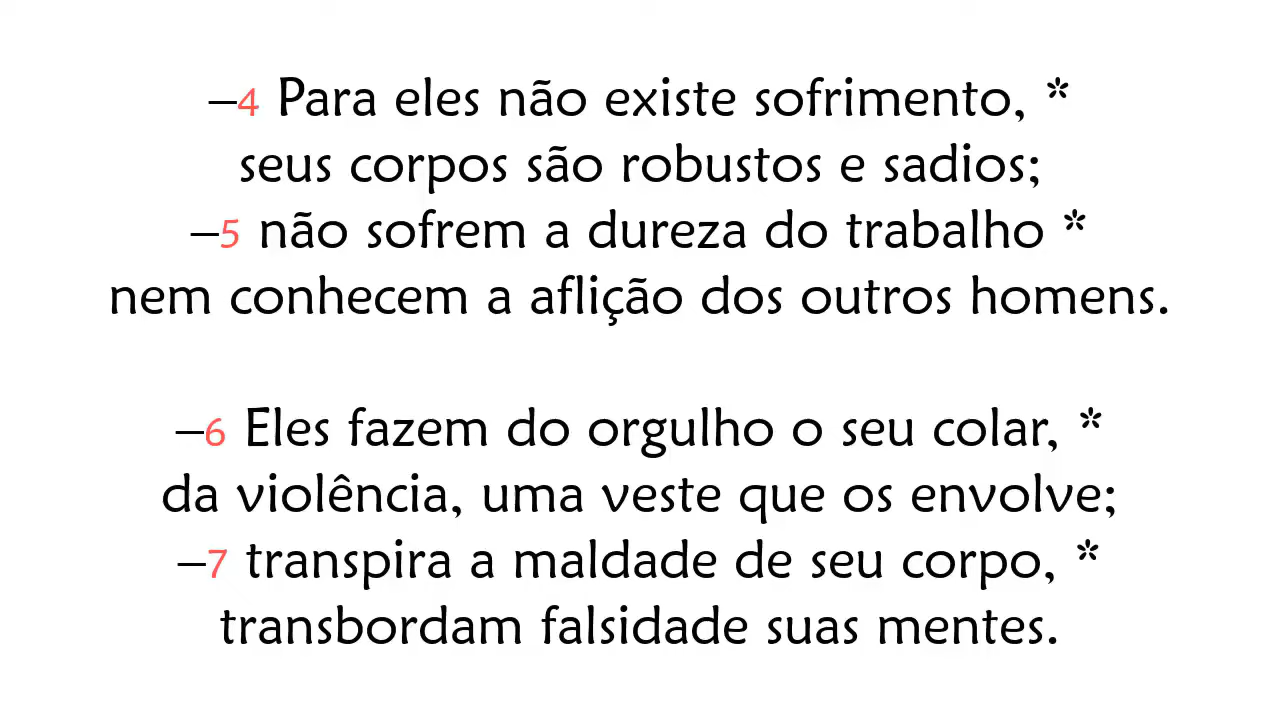 –4 Para eles não existe sofrimento, *
seus corpos são robustos e sadios;
–5 não sofrem a dureza do trabalho *
nem conhecem a aflição dos outros homens.
–6 Eles fazem do orgulho o seu colar, *
da violência, uma veste que os envolve;
–7 transpira a maldade de seu corpo, *
transbordam falsidade suas mentes.